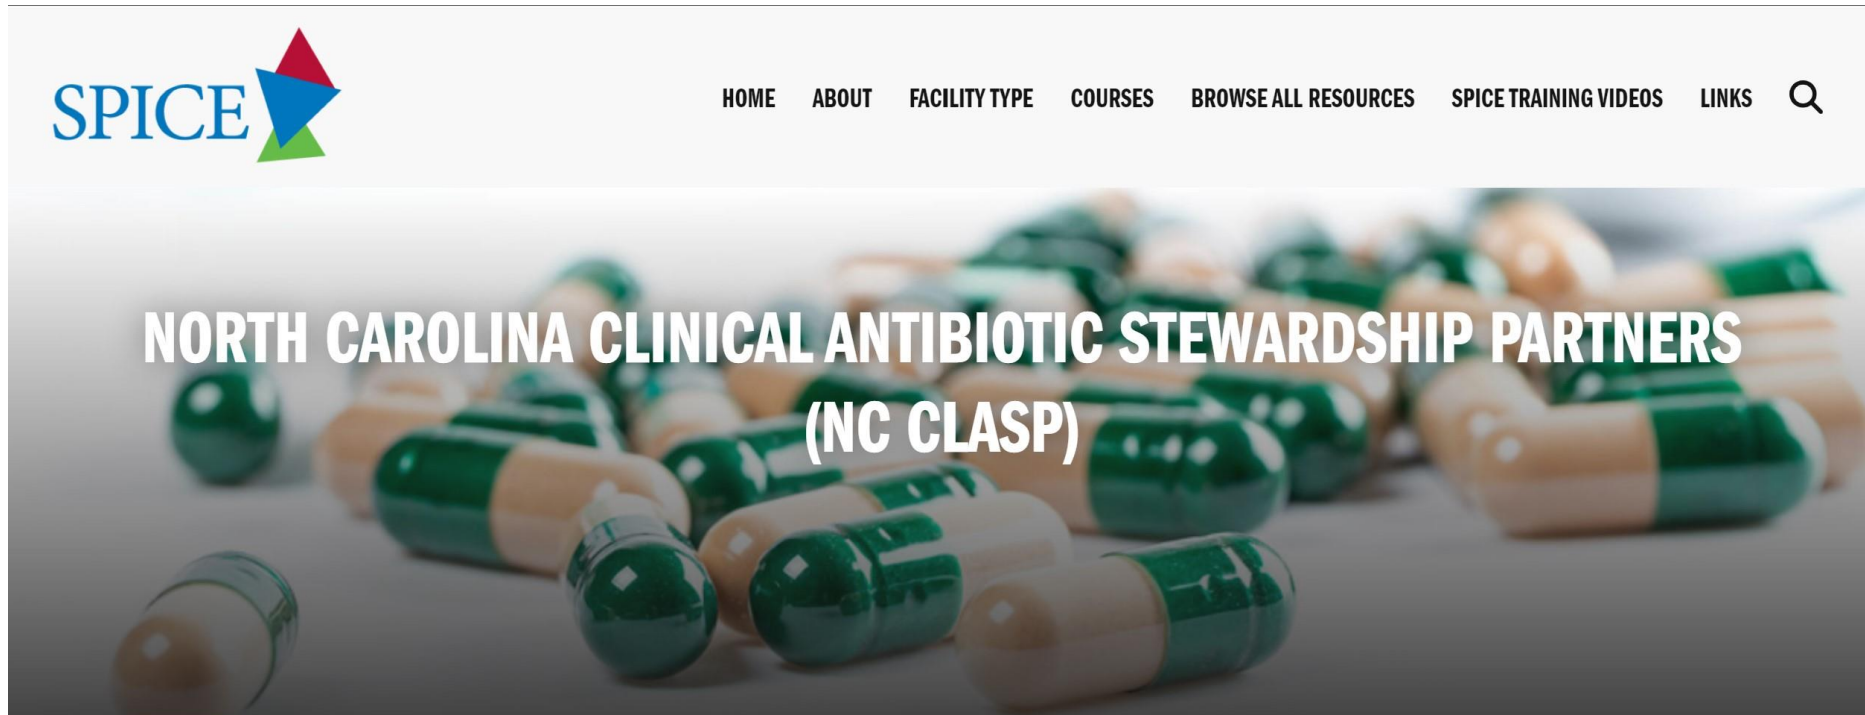 SPICE
HOME ABOUT FACILITY TYPE COURSES BROWSE ALL RESOURCES SPICE TRAINING VIDEOS LINKS
NORTH CAROLINA CLINICAL ANTIBIOTIC STEWARDSHIP PARTNERS
(NC CLASP)